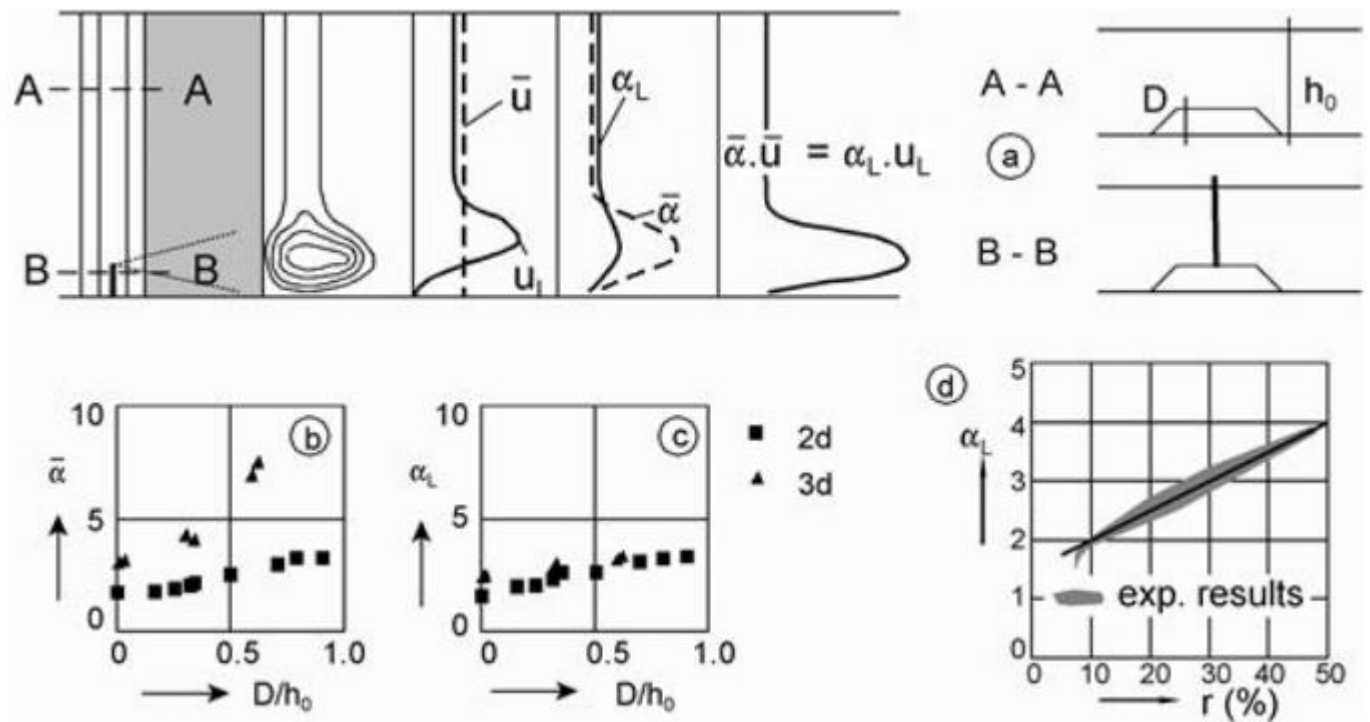 A A
B B
ū
u_L
α_L
ᾱ
ᾱ.ū = α_L.u_L
A - A
a
B - B
D
h₀
b
10
5
0
ᾱ
0 0.5 1.0
D/h₀
c
10
5
0
α_L
0 0.5 1.0
D/h₀
2d
3d
d
5
4
3
2
1
0
α_L
exp. results
0 10 20 30 40 50
r (%)